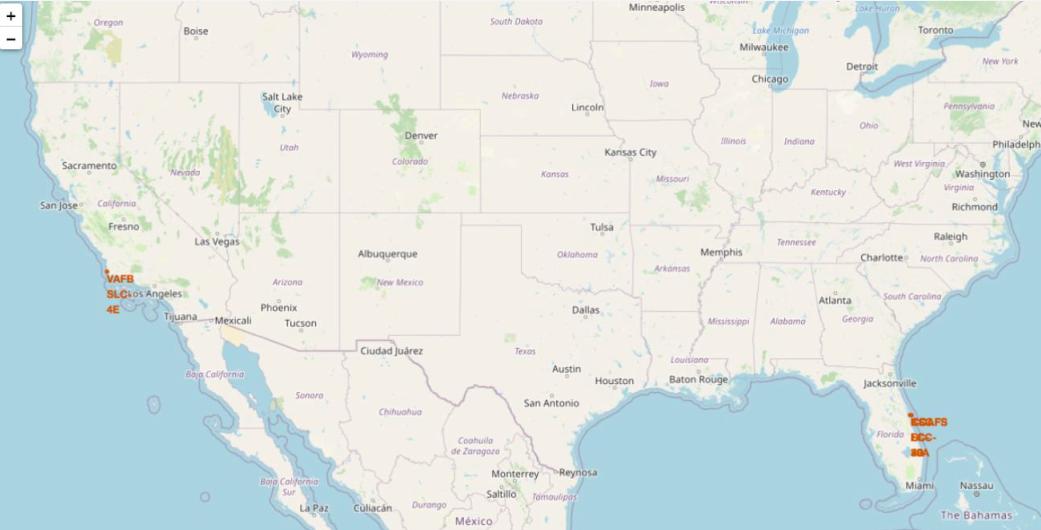 +
−
Oregon
Boise
South Dakota
Minneapolis
Wisconsin
Lake Huron
Toronto
Wyoming
Lake Michigan
Milwaukee
Detroit
New York
Chicago
Iowa
Nebraska
Salt Lake
City
Lincoln
Pennsylvania
Ohio
New
Denver
Utah
Colorado
Illinois
Indiana
Philadelph
Kansas City
Sacramento
Nevada
Kansas
Missouri
West Virginia
Washington
Kentucky
Virginia
San Jose
California
Richmond
Fresno
Las Vegas
Tulsa
Raleigh
Albuquerque
Oklahoma
Memphis
Tennessee
Charlotte
North Carolina
Arkansas
VAFB
SLC-
4E
Los Angeles
Arizona
New Mexico
Phoenix
Atlanta
South Carolina
Tijuana
Mexicali
Tucson
Dallas
Mississippi
Alabama
Georgia
Ciudad Juárez
Texas
Louisiana
Austin
Baja California
Houston
Baton Rouge
Jacksonville
Sonora
San Antonio
Chihuahua
Florida
Coahuila
de Zaragoza
Baja California
Sur
Monterrey
Reynosa
Miami
Nassau
Saltillo
Tamaulipas
La Paz
Culiacán
Durango
México
The Bahamas